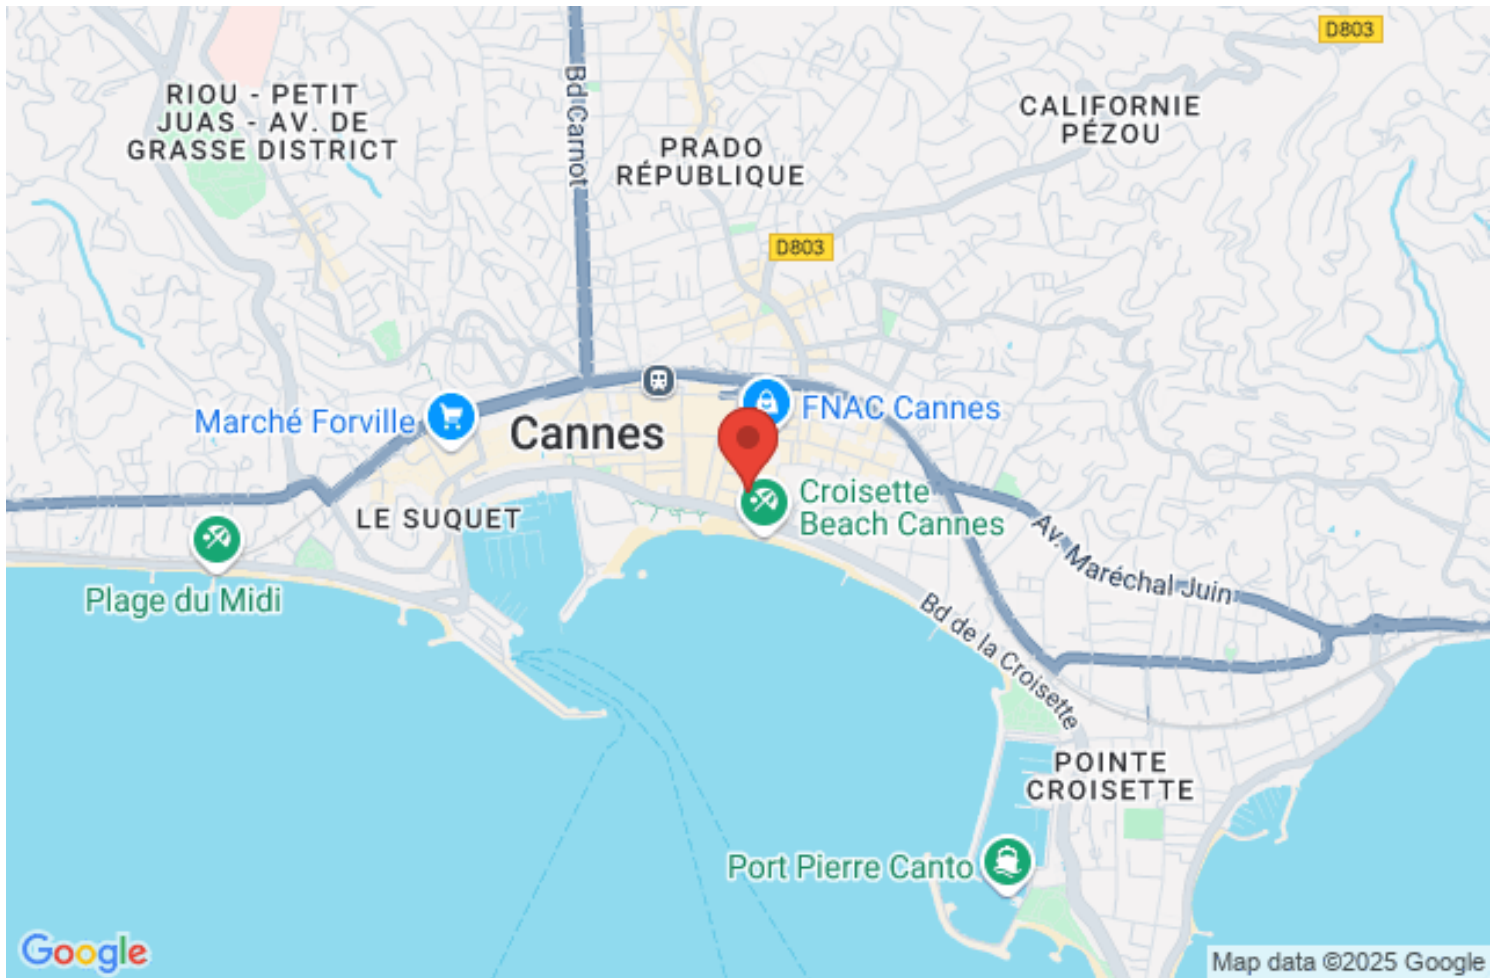 D803
RIOU - PETIT
JUAS - AV. DE
GRASSE DISTRICT
Bd Carnot
CALIFORNIE
PÉZOU
PRADO
RÉPUBLIQUE
D803
Marché Forville
Cannes
FNAC Cannes
Croisette
Beach Cannes
LE SUQUET
Av. Maréchal Juin
Plage du Midi
Bd de la Croisette
POINTE
CROISETTE
Port Pierre Canto
Google
Map data ©2025 Google